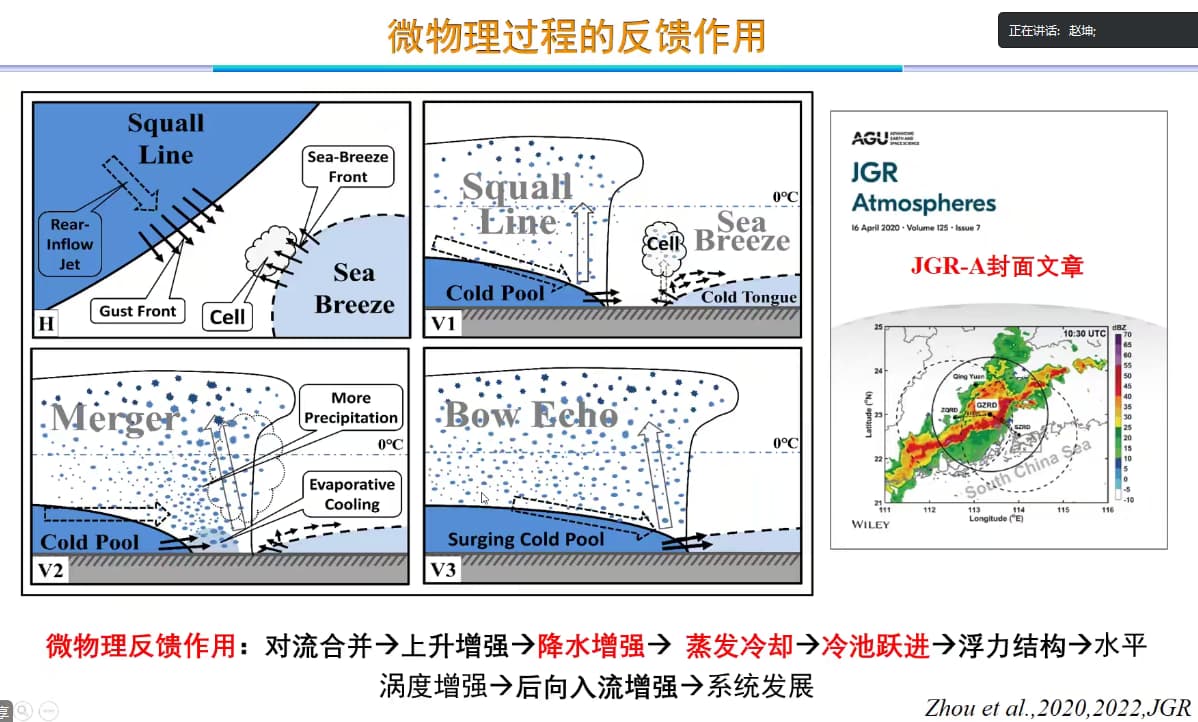 微物理过程的反馈作用
正在讲话: 赵坤;
Squall
Line
Sea-Breeze
Front
Rear-
Inflow
Jet
Gust Front
Cell
Sea
Breeze
H
Squall
Line
0℃
Cell
Sea
Breeze
Cold Pool
Cold Tongue
V1
Merger
More
Precipitation
0℃
Evaporative
Cooling
Cold Pool
V2
Bow Echo
0℃
Surging Cold Pool
V3
AGU ADVANCING
EARTH AND
SPACE SCIENCE
JGR
Atmospheres
16 April 2020 • Volume 125 • Issue 7
JGR-A封面文章
10:30 UTC
dBZ
70
65
60
55
50
45
40
35
30
25
20
15
10
5
0
-5
-10
25
24
23
22
21
Latitude (°N)
Qing Yuan
ZQRD
GZRD
SZRD
South China Sea
111 112 113 114 115 116
Longitude (°E)
WILEY
微物理反馈作用：对流合并→上升增强→降水增强→ 蒸发冷却→冷池跃进→浮力结构→水平
涡度增强→后向入流增强→系统发展
Zhou et al.,2020,2022,JGR
享